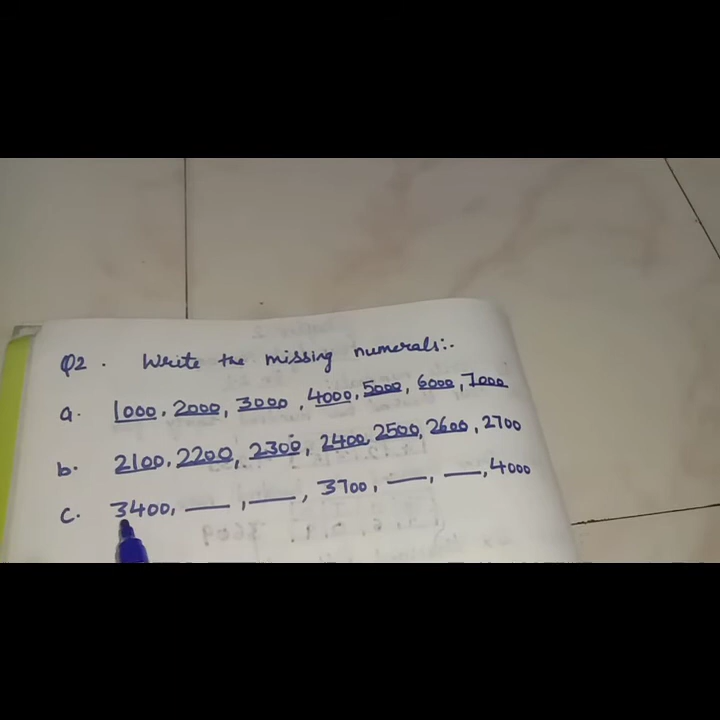 Q2. Write the missing numerals:-
a. 1000, 2000, 3000, 4000, 5000, 6000, 7000
b. 2100, 2200, 2300, 2400, 2500, 2600, 2700
c. 3400, ___, ___, 3700, ___, ___, 4000